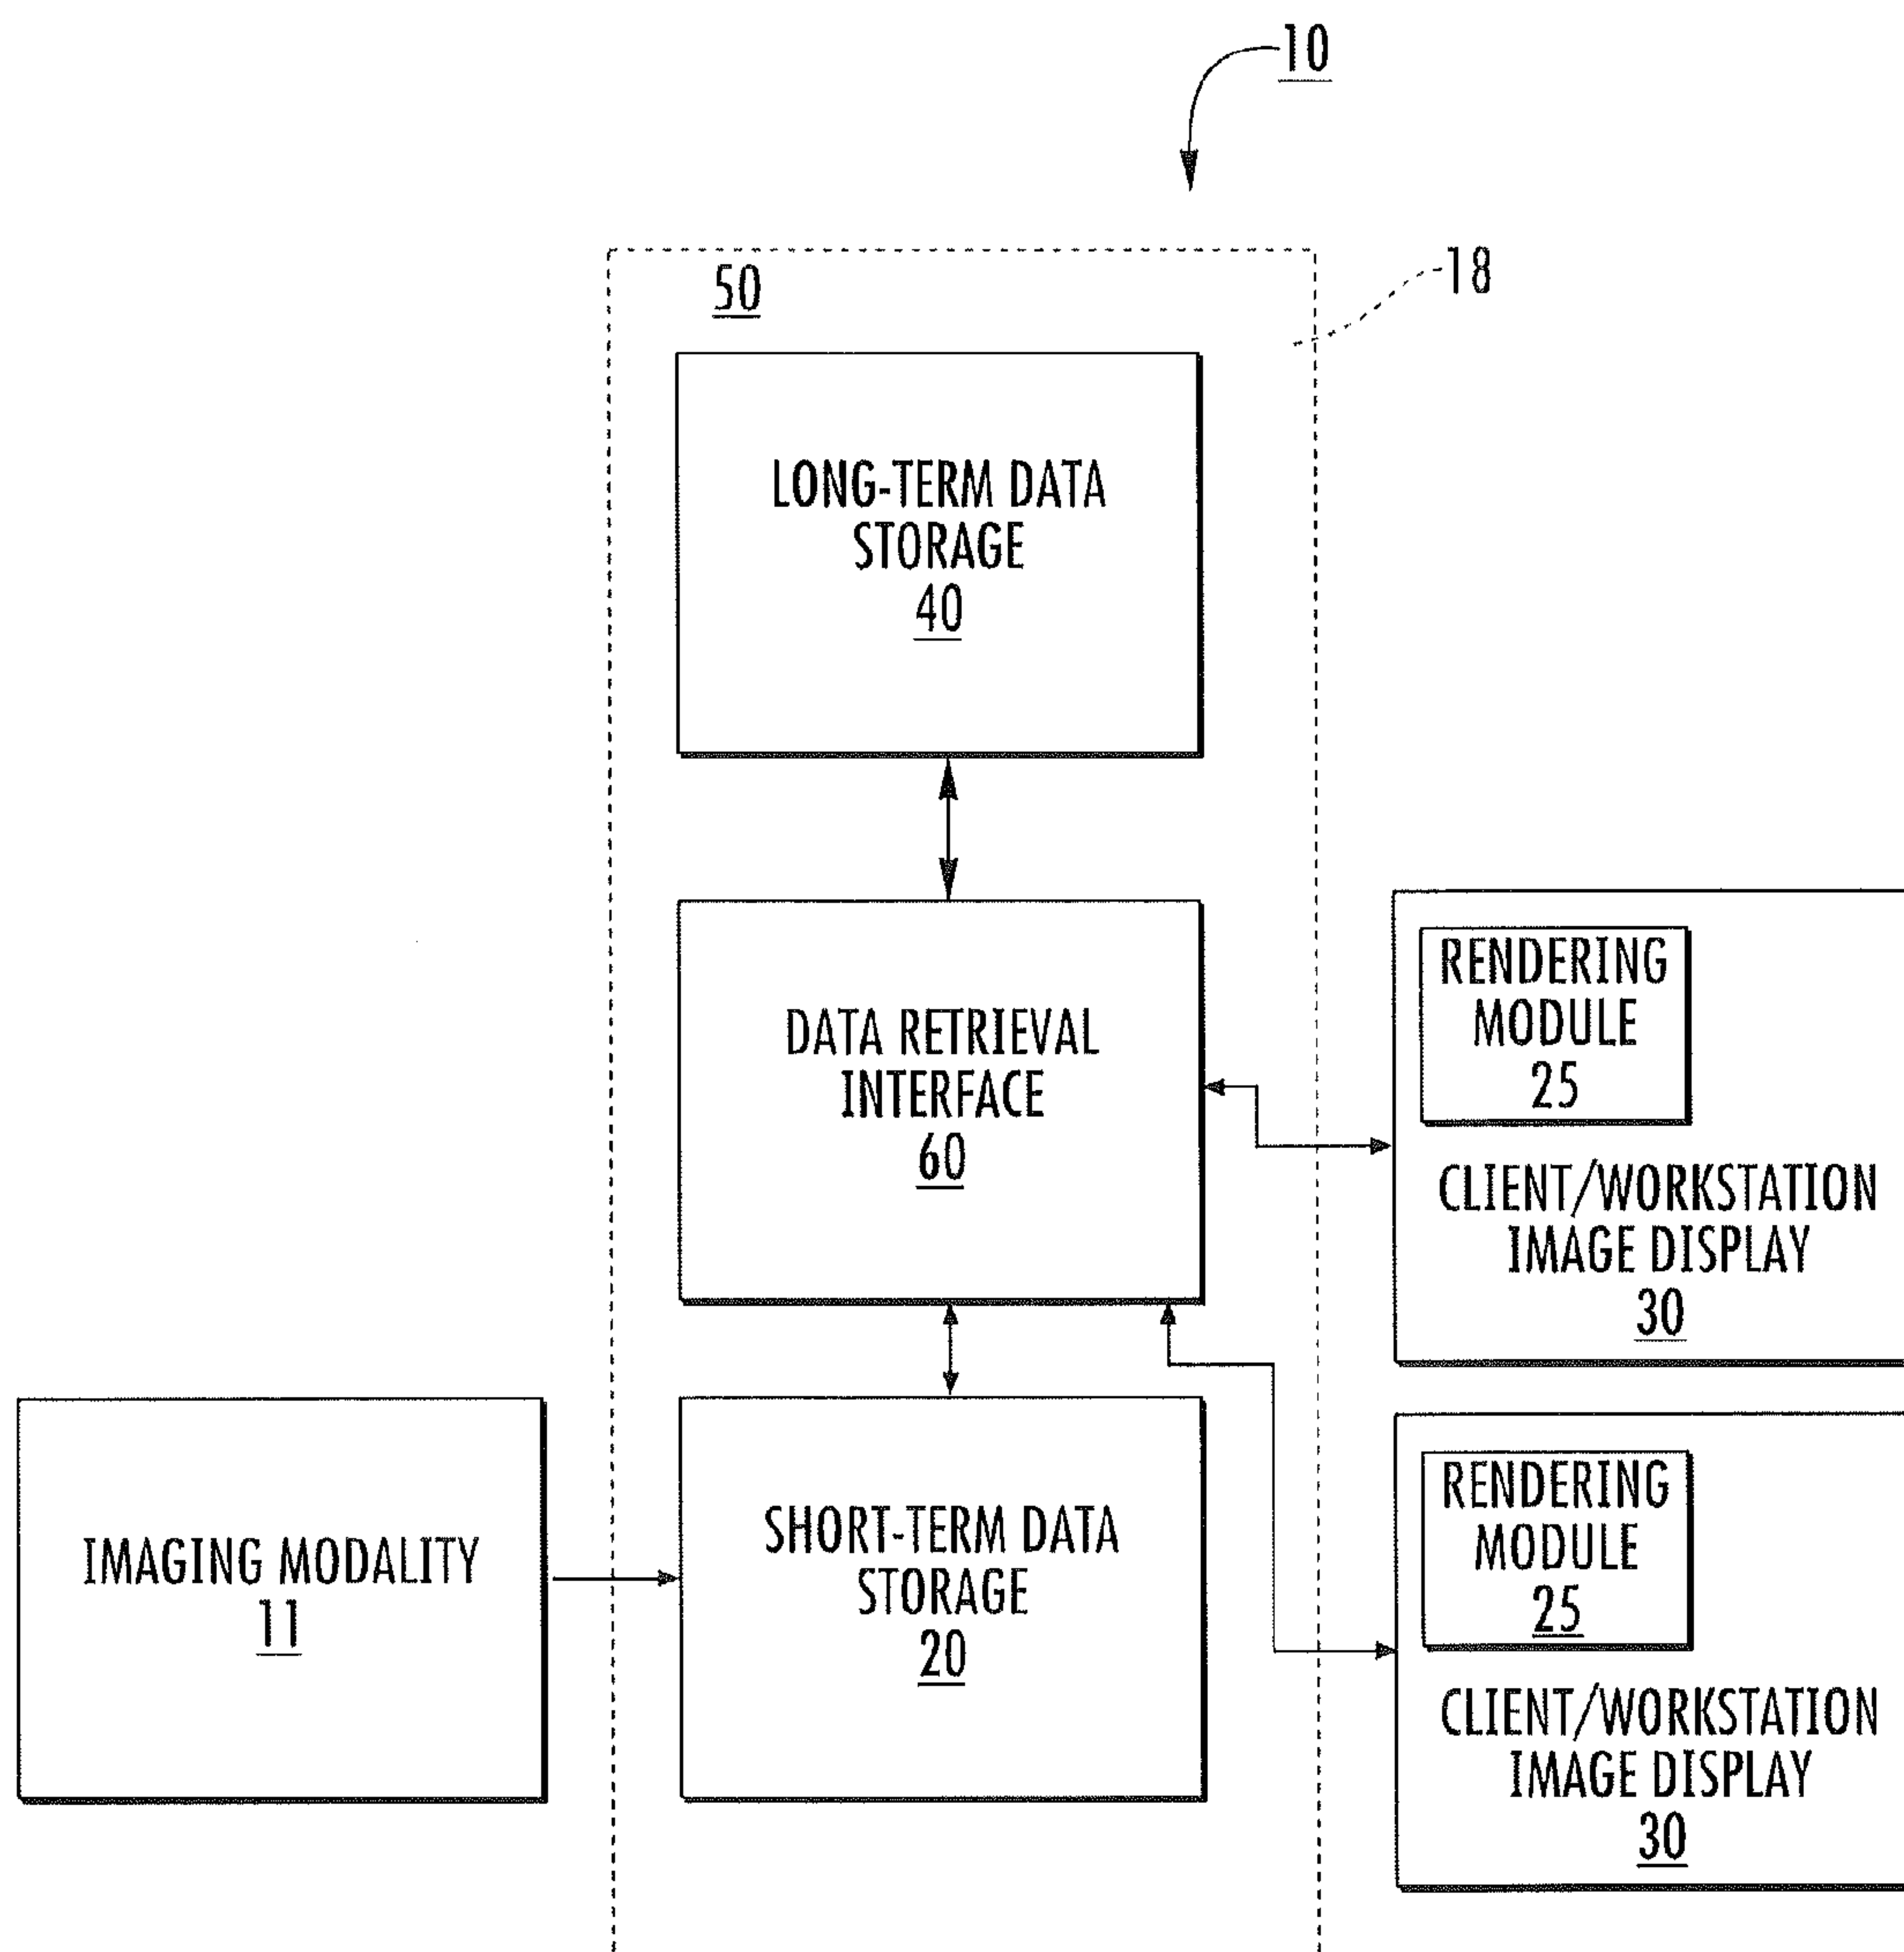 10
18
50
LONG-TERM DATA
STORAGE
40
DATA RETRIEVAL
INTERFACE
60
RENDERING
MODULE
25
CLIENT/WORKSTATION
IMAGE DISPLAY
30
IMAGING MODALITY
11
SHORT-TERM DATA
STORAGE
20
RENDERING
MODULE
25
CLIENT/WORKSTATION
IMAGE DISPLAY
30